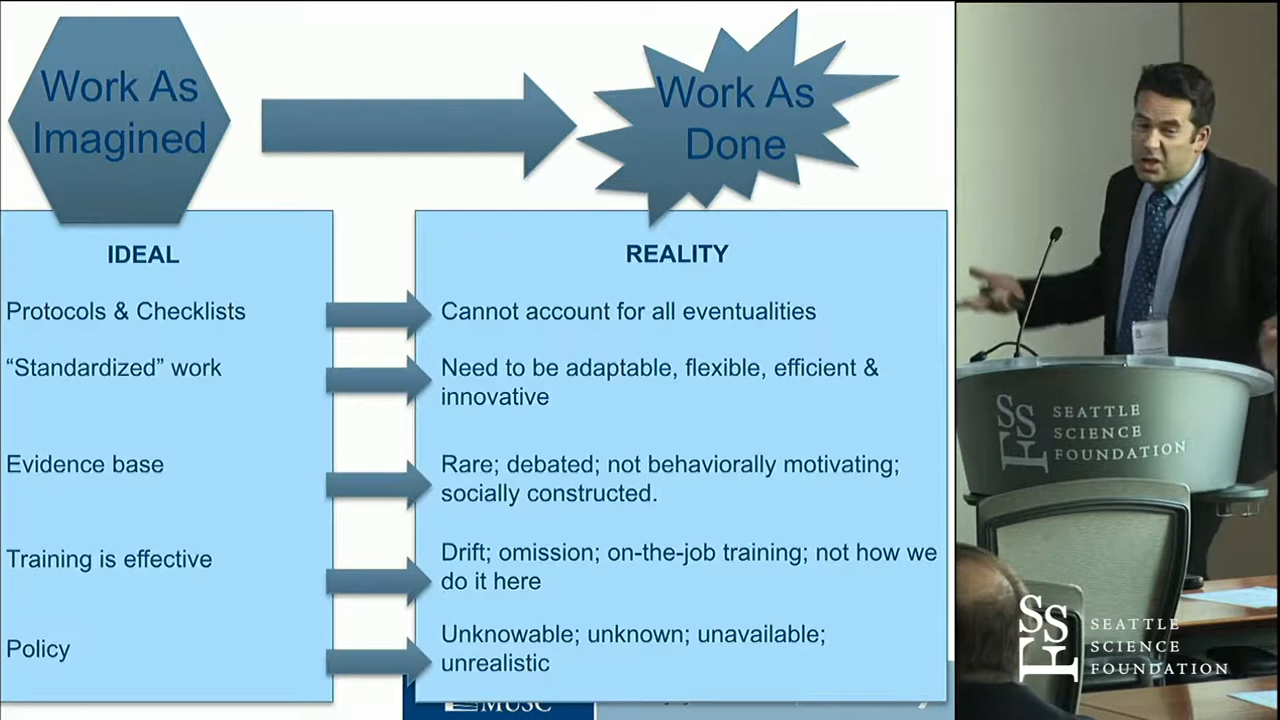 Work As
Imagined
Work As
Done
IDEAL
Protocols & Checklists
“Standardized” work
Evidence base
Training is effective
Policy
REALITY
Cannot account for all eventualities
Need to be adaptable, flexible, efficient &
innovative
Rare; debated; not behaviorally motivating;
socially constructed.
Drift; omission; on-the-job training; not how we
do it here
Unknowable; unknown; unavailable;
unrealistic
MUSC
SSF
SEATTLE
SCIENCE
FOUNDATION
SSF
SEATTLE
SCIENCE
FOUNDATION